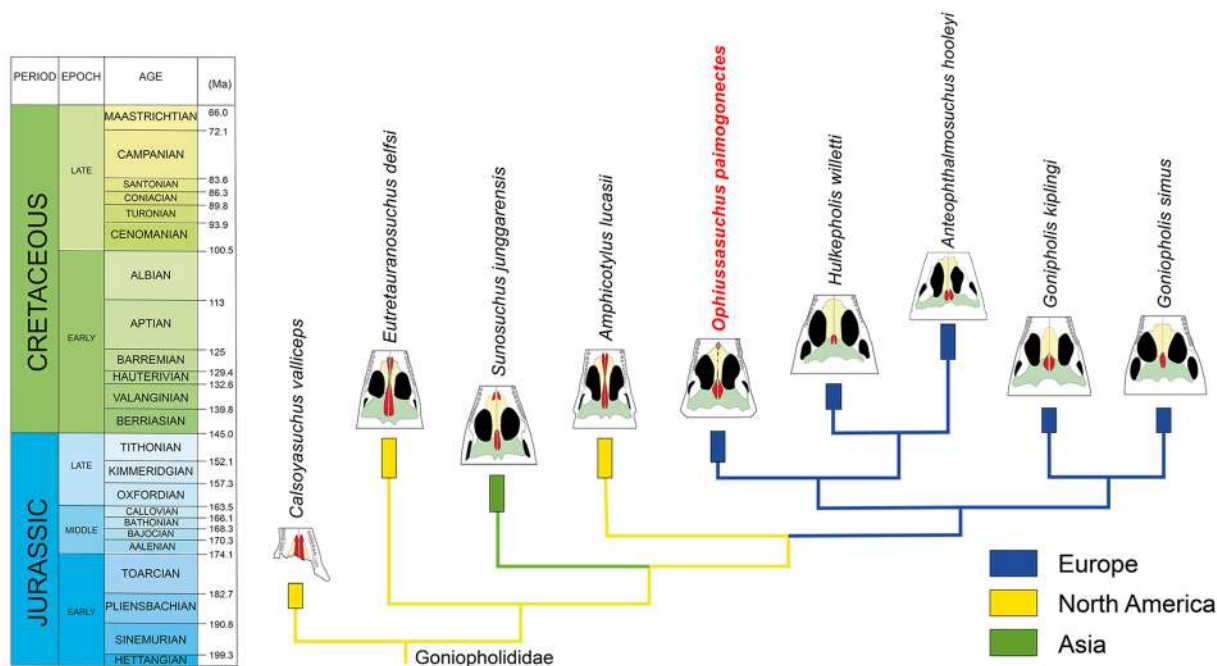 PERIOD EPOCH AGE (Ma)
CRETACEOUS
LATE
MAASTRICHTIAN
66.0
72.1
CAMPANIAN
83.6
SANTONIAN
86.3
CONIACIAN
89.8
TURONIAN
93.9
CENOMANIAN
100.5
EARLY
ALBIAN
113
APTIAN
125
BARREMIAN
129.4
HAUTERIVIAN
132.6
VALANGINIAN
139.8
BERRIASIAN
145.0
JURASSIC
LATE
TITHONIAN
152.1
KIMMERIDGIAN
157.3
OXFORDIAN
163.5
MIDDLE
CALLOVIAN
166.1
BATHONIAN
168.3
BAJOCIAN
170.3
AALENIAN
174.1
EARLY
TOARCIAN
182.7
PLIENSBACHIAN
190.8
SINEMURIAN
199.3
HETTANGIAN
Calsoyasuchus valliceps
Eutretauranosuchus delfsi
Sunosuchus junggarensis
Amphicotylus lucasii
Ophiussasuchus paimogonectes
Hulkepholis willetti
Anteophthalmosuchus hooleyi
Gonipholis kiplingi
Goniopholis simus
Goniopholididae
Europe
North America
Asia